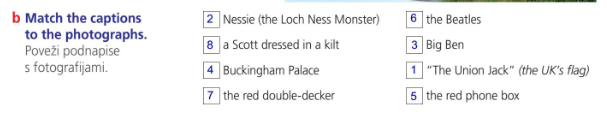 b Match the captions
to the photographs.
Poveži podnapise
s fotografijami.
2 Nessie (the Loch Ness Monster)
8 a Scott dressed in a kilt
4 Buckingham Palace
7 the red double-decker
6 the Beatles
3 Big Ben
1 “The Union Jack” (the UK's flag)
5 the red phone box